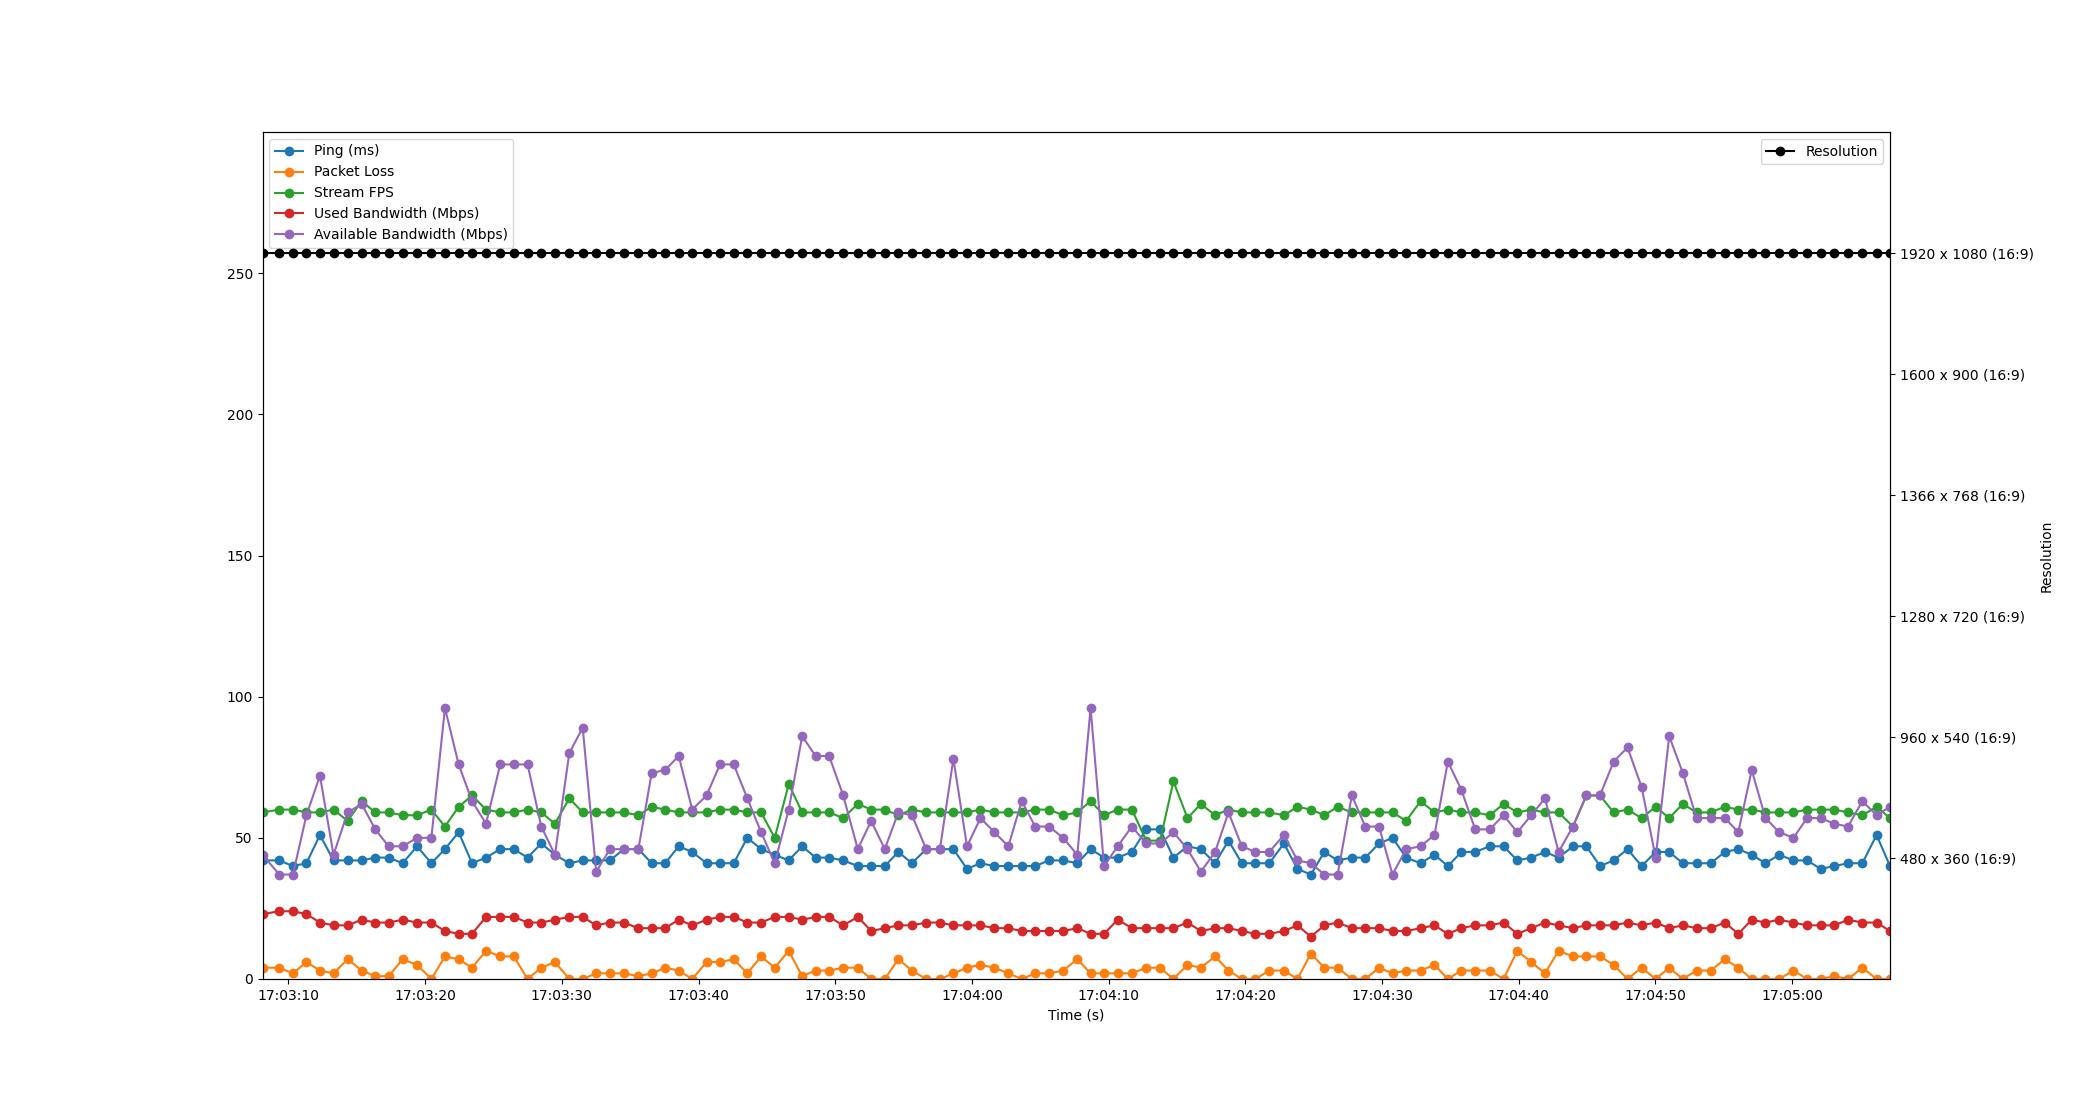 Ping (ms)
Packet Loss
Stream FPS
Used Bandwidth (Mbps)
Available Bandwidth (Mbps)
Resolution
250
200
150
100
50
0
1920 x 1080 (16:9)
1600 x 900 (16:9)
1366 x 768 (16:9)
1280 x 720 (16:9)
960 x 540 (16:9)
480 x 360 (16:9)
Resolution
17:03:10 17:03:20 17:03:30 17:03:40 17:03:50 17:04:00 17:04:10 17:04:20 17:04:30 17:04:40 17:04:50 17:05:00
Time (s)